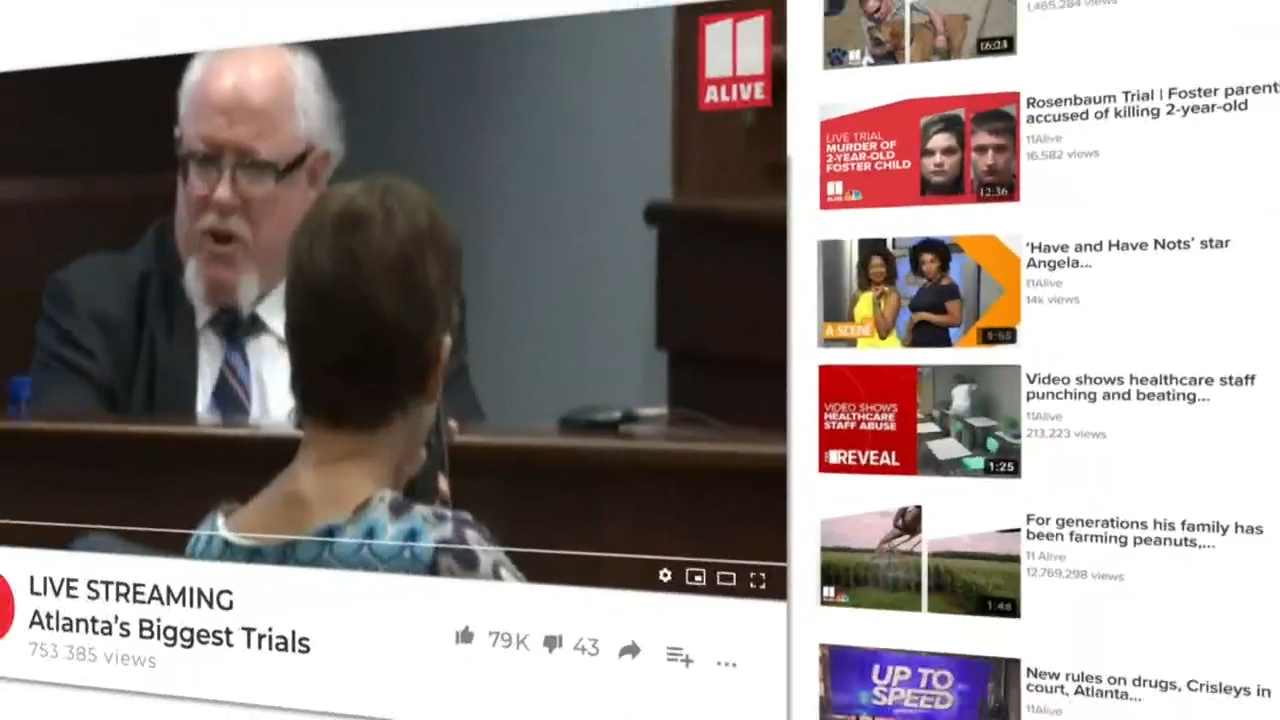 11
ALIVE
LIVE STREAMING
Atlanta's Biggest Trials
753.385 views
79K
43
1,465,284 views
16:03
Rosenbaum Trial | Foster parent
accused of killing 2-year-old
11Alive
16,582 views
LIVE TRIAL
MURDER OF
2-YEAR-OLD
FOSTER CHILD
12:36
'Have and Have Nots' star
Angela...
11Alive
14k views
A-SCENE
Video shows healthcare staff
punching and beating...
11Alive
213,223 views
VIDEO SHOWS
HEALTHCARE
STAFF ABUSE
REVEAL
1:25
For generations his family has
been farming peanuts,...
11 Alive
12,769,298 views
1:48
New rules on drugs, Crisleys in
court, Atlanta...
11Alive
UP TO
SPEED